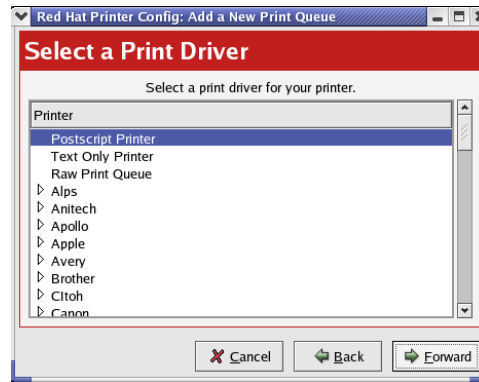 Red Hat Printer Config: Add a New Print Queue
Select a Print Driver
Select a print driver for your printer.
Printer
Postscript Printer
Text Only Printer
Raw Print Queue
Alps
Anitech
Apollo
Apple
Avery
Brother
CItoh
Canon
Cancel
Back
Forward